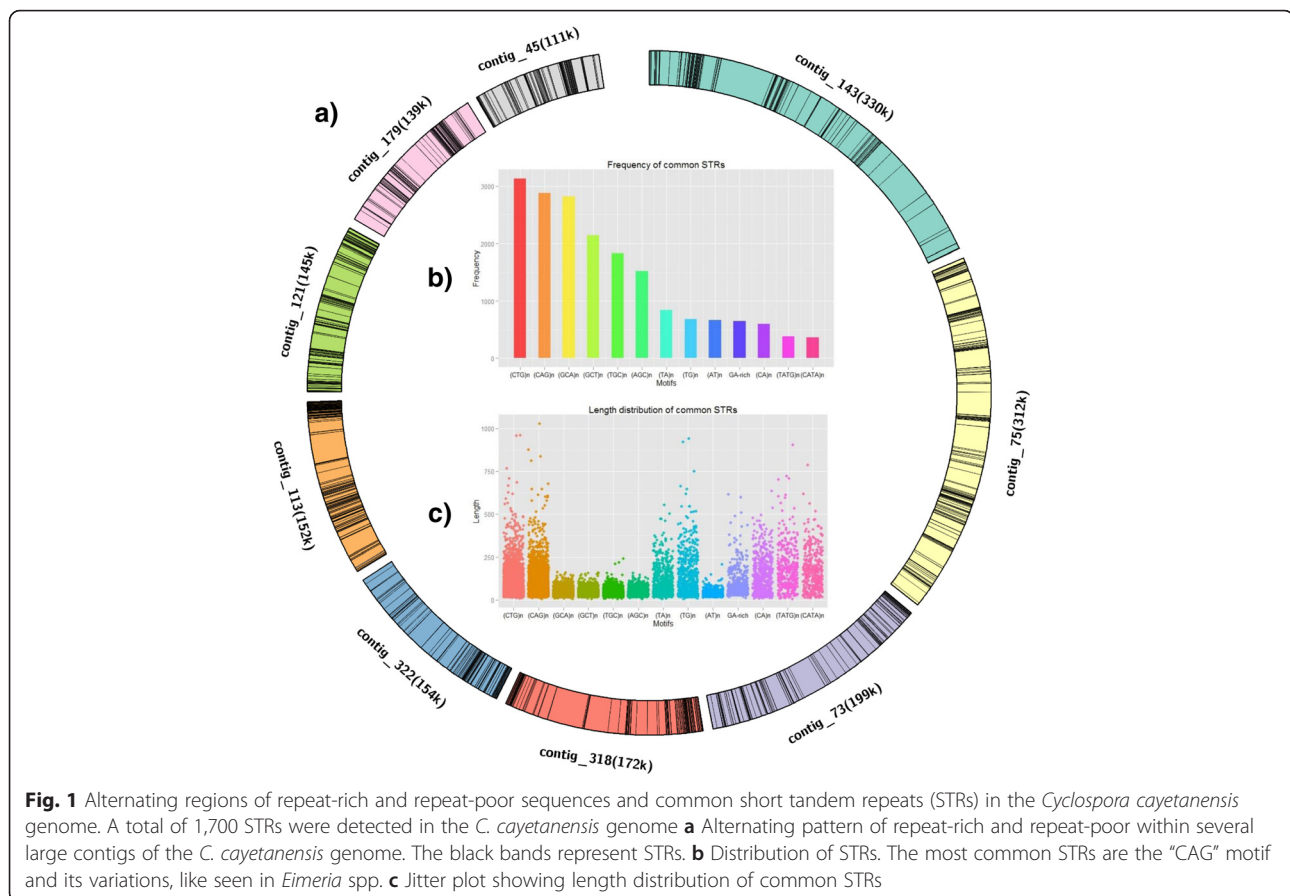 a)
contig_45(111k)
contig_143(330k)
contig_179(139k)
contig_121(145k)
contig_75(312k)
contig_113(152k)
contig_322(154k)
contig_318(172k)
contig_73(199k)
b)
Frequency of common STRs
Frequency
3000
2000
1000
0
(CTG)n (CAG)n (GCA)n (GCT)n (TGC)n (AGC)n (TA)n (TG)n (AT)n GA-rich (CA)n (TATG)n (CATA)n
Motifs
c)
Length distribution of common STRs
Length
1000
750
500
250
0
(CTG)n (CAG)n (GCA)n (GCT)n (TGC)n (AGC)n (TA)n (TG)n (AT)n GA-rich (CA)n (TATG)n (CATA)n
Motifs
Fig. 1 Alternating regions of repeat-rich and repeat-poor sequences and common short tandem repeats (STRs) in the Cyclospora cayetanensis
genome. A total of 1,700 STRs were detected in the C. cayetanensis genome a Alternating pattern of repeat-rich and repeat-poor within several
large contigs of the C. cayetanensis genome. The black bands represent STRs. b Distribution of STRs. The most common STRs are the “CAG” motif
and its variations, like seen in Eimeria spp. c Jitter plot showing length distribution of common STRs